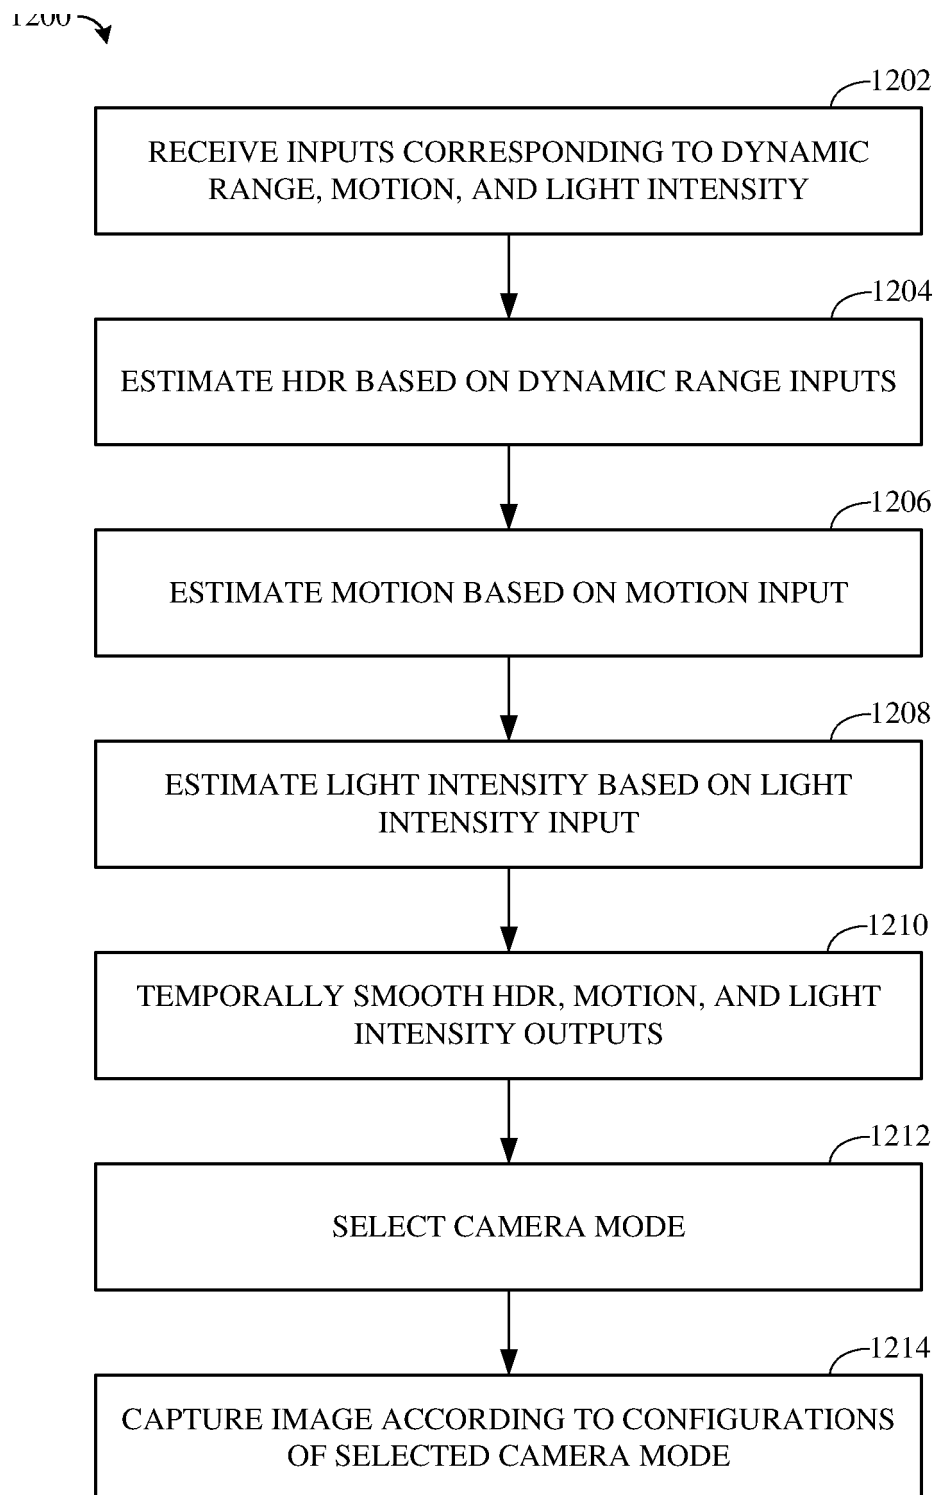 1200
1202
RECEIVE INPUTS CORRESPONDING TO DYNAMIC
RANGE, MOTION, AND LIGHT INTENSITY
1204
ESTIMATE HDR BASED ON DYNAMIC RANGE INPUTS
1206
ESTIMATE MOTION BASED ON MOTION INPUT
1208
ESTIMATE LIGHT INTENSITY BASED ON LIGHT
INTENSITY INPUT
1210
TEMPORALLY SMOOTH HDR, MOTION, AND LIGHT
INTENSITY OUTPUTS
1212
SELECT CAMERA MODE
1214
CAPTURE IMAGE ACCORDING TO CONFIGURATIONS
OF SELECTED CAMERA MODE